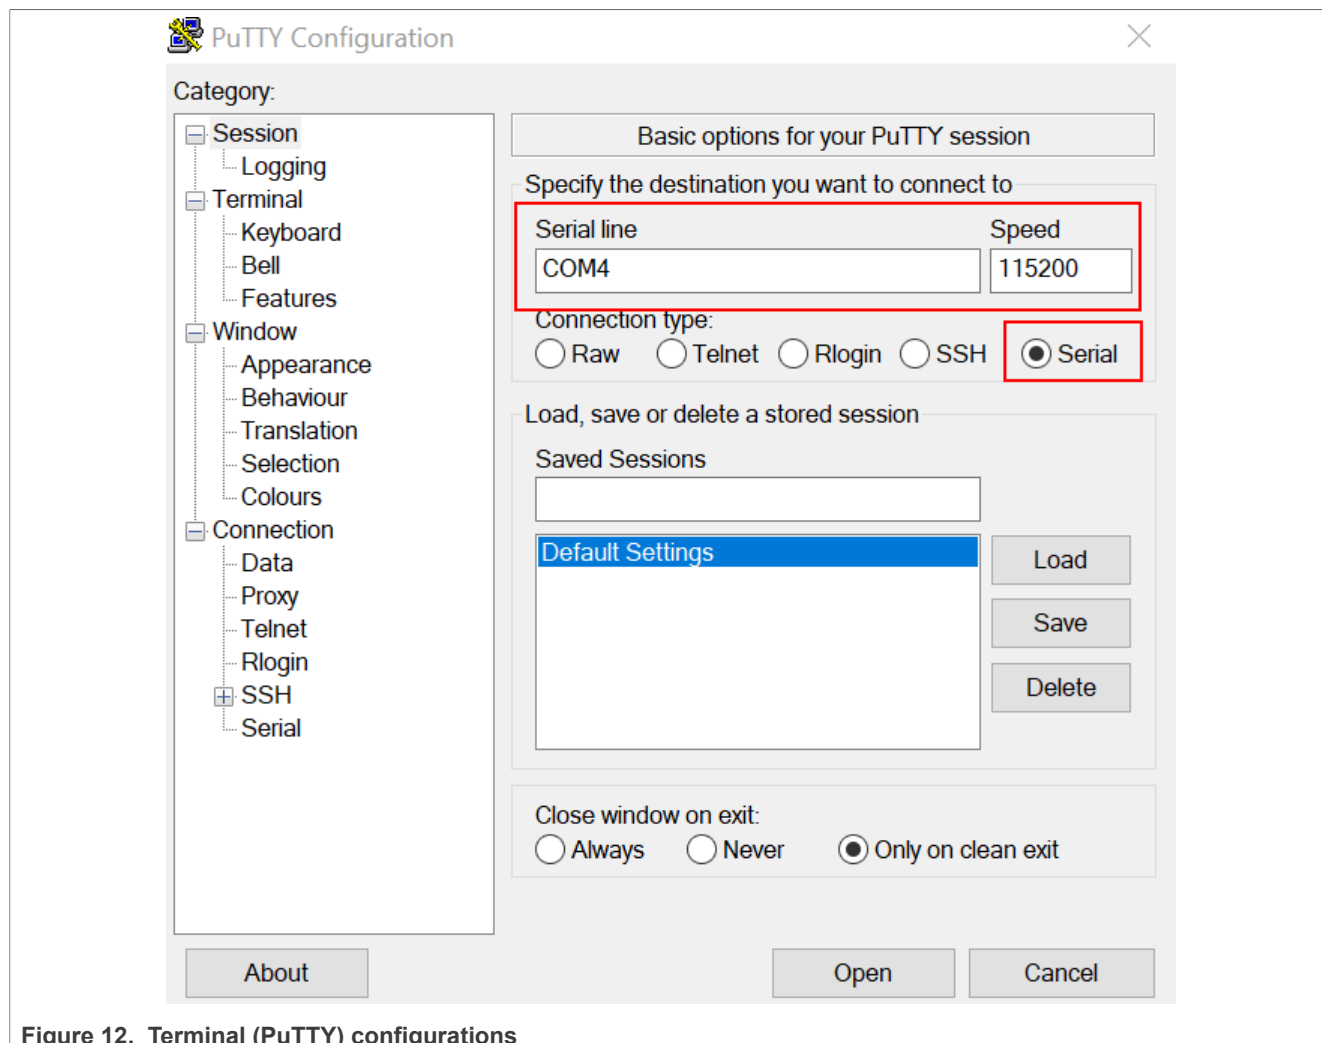 PuTTY Configuration
Category:
Session
Logging
Terminal
Keyboard
Bell
Features
Window
Appearance
Behaviour
Translation
Selection
Colours
Connection
Data
Proxy
Telnet
Rlogin
SSH
Serial
Basic options for your PuTTY session
Specify the destination you want to connect to
Serial line Speed
COM4 115200
Connection type:
Raw Telnet Rlogin SSH Serial
Load, save or delete a stored session
Saved Sessions
Default Settings
Load
Save
Delete
Close window on exit:
Always Never Only on clean exit
About Open Cancel
Figure 12. Terminal (PuTTY) configurations